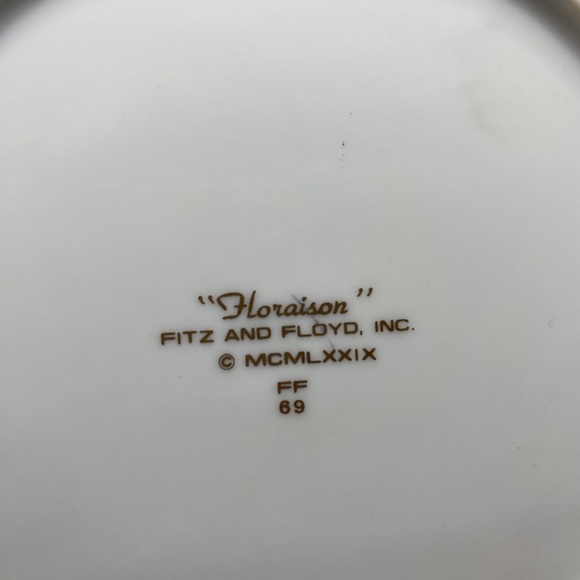 "Floraison"
FITZ AND FLOYD, INC.
© MCMLXXIX
FF
69